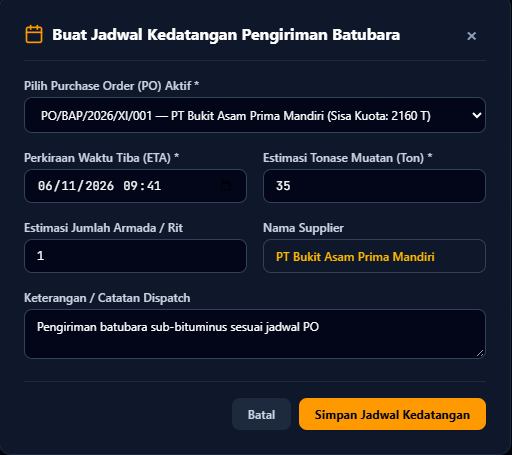 Buat Jadwal Kedatangan Pengiriman Batubara ×
Pilih Purchase Order (PO) Aktif *
PO/BAP/2026/XI/001 — PT Bukit Asam Prima Mandiri (Sisa Kuota: 2160 T)
Perkiraan Waktu Tiba (ETA) * Estimasi Tonase Muatan (Ton) *
06/11/2026 09:41 35
Estimasi Jumlah Armada / Rit Nama Supplier
1 PT Bukit Asam Prima Mandiri
Keterangan / Catatan Dispatch
Pengiriman batubara sub-bituminus sesuai jadwal PO
Batal Simpan Jadwal Kedatangan